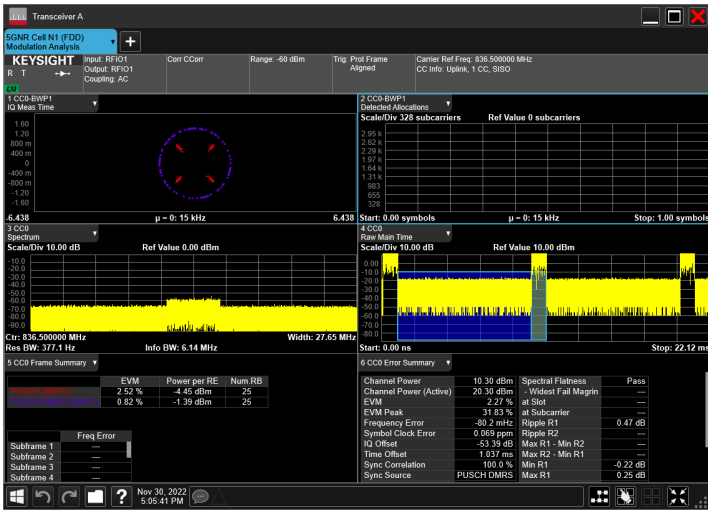 Transceiver A
5GNR Cell N1 (FDD)
Modulation Analysis
KEYSIGHT
R T
LXI
Input: RFIO1
Output: RFIO1
Coupling: AC
Corr CCorr
Range: -60 dBm
Trig: Prot Frame
Aligned
Carrier Ref Freq: 836.500000 MHz
CC Info: Uplink, 1 CC, SISO
1 CC0-BWP1
IQ Meas Time
1.60
1.20
800 m
400 m
0
-400 m
-800 m
-1.20
-1.60
-6.438
μ – 0: 15 kHz
6.438
2 CC0-BWP1
Detected Allocations
Scale/Div 328 subcarriers
Ref Value 0 subcarriers
2.95 k
2.62 k
2.29 k
1.97 k
1.64 k
1.31 k
983
655
328
Start: 0.00 symbols
μ – 0: 15 kHz
Stop: 1.00 symbols
3 CC0
Spectrum
Scale/Div 10.00 dB
Ref Value 0.00 dBm
-10.0
-20.0
-30.0
-40.0
-50.0
-60.0
-70.0
-80.0
-90.0
Ctr: 836.500000 MHz
Width: 27.65 MHz
Res BW: 377.1 Hz
Info BW: 6.14 MHz
4 CC0
Raw Main Time
Scale/Div 10.00 dB
Ref Value 10.00 dBm
0.00
-10.0
-20.0
-30.0
-40.0
-50.0
-60.0
-70.0
-80.0
Start: 0.00 ns
Stop: 22.12 ms
5 CC0 Frame Summary
EVM Power per RE Num.RB
2.52 % -4.45 dBm 25
0.82 % -1.39 dBm 25
Freq Error
Subframe 1 ---
Subframe 2 ---
Subframe 3 ---
Subframe 4 ---
6 CC0 Error Summary
Channel Power 10.30 dBm Spectral Flatness Pass
Channel Power (Active) 20.30 dBm - Widest Fail Magrin ---
EVM 2.27 % at Slot ---
EVM Peak 31.83 % at Subcarrier ---
Frequency Error -80.2 mHz Ripple R1 0.47 dB
Symbol Clock Error 0.069 ppm Ripple R2 ---
IQ Offset -53.39 dB Max R1 - Min R2 ---
Time Offset 1.037 ms Max R2 - Min R1 ---
Sync Correlation 100.0 % Min R1 -0.22 dB
Sync Source PUSCH DMRS Max R1 0.25 dB
Nov 30, 2022
5:05:41 PM